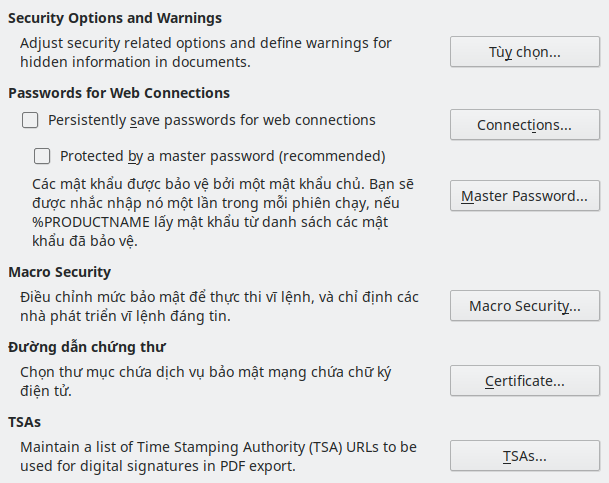 Security Options and Warnings
Adjust security related options and define warnings for
hidden information in documents.
Tùy chọn...
Passwords for Web Connections
Persistently save passwords for web connections
Connections...
Protected by a master password (recommended)
Các mật khẩu được bảo vệ bởi một mật khẩu chủ. Bạn sẽ
được nhắc nhập nó một lần trong mỗi phiên chạy, nếu
%PRODUCTNAME lấy mật khẩu từ danh sách các mật
khẩu đã bảo vệ.
Master Password...
Macro Security
Điều chỉnh mức bảo mật để thực thi vĩ lệnh, và chỉ định các
nhà phát triển vĩ lệnh đáng tin.
Macro Security...
Đường dẫn chứng thư
Chọn thư mục chứa dịch vụ bảo mật mạng chứa chữ ký
điện tử.
Certificate...
TSAs
Maintain a list of Time Stamping Authority (TSA) URLs to be
used for digital signatures in PDF export.
TSAs...